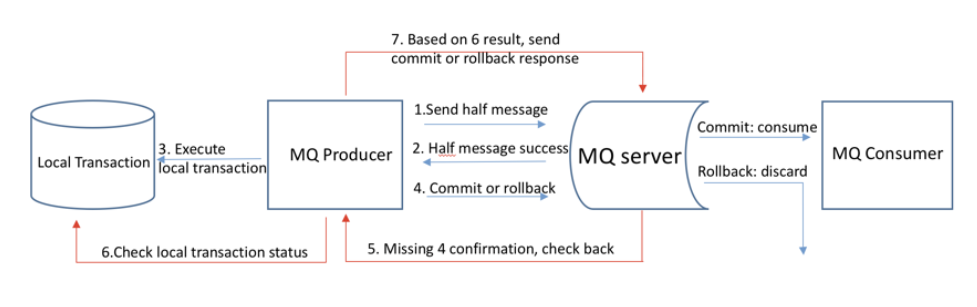 7. Based on 6 result, send
commit or rollback response
1.Send half message
Commit: consume
3. Execute
local transaction
Local Transaction
MQ Producer
2. Half message success
MQ server
MQ Consumer
Rollback: discard
4. Commit or rollback
6.Check local transaction status
5. Missing 4 confirmation, check back